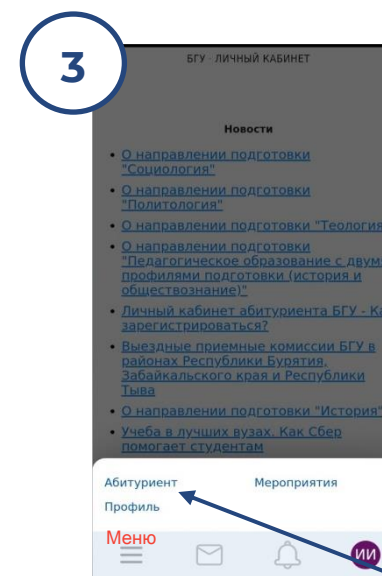 3
БГУ - ЛИЧНЫЙ КАБИНЕТ
Новости
• О направлении подготовки
"Социология"
• О направлении подготовки
"Политология"
• О направлении подготовки "Теология
• О направлении подготовки
"Педагогическое образование с двумя
профилями подготовки (история и
обществознание)"
• Личный кабинет абитуриента БГУ - Ка
зарегистрироваться?
• Выездные приемные комиссии БГУ в
районах Республики Бурятия,
Забайкальского края и Республики
Тыва
• О направлении подготовки "История"
• Учеба в лучших вузах. Как Сбер
помогает студентам
Абитуриент
Мероприятия
Профиль
Меню
ИИ